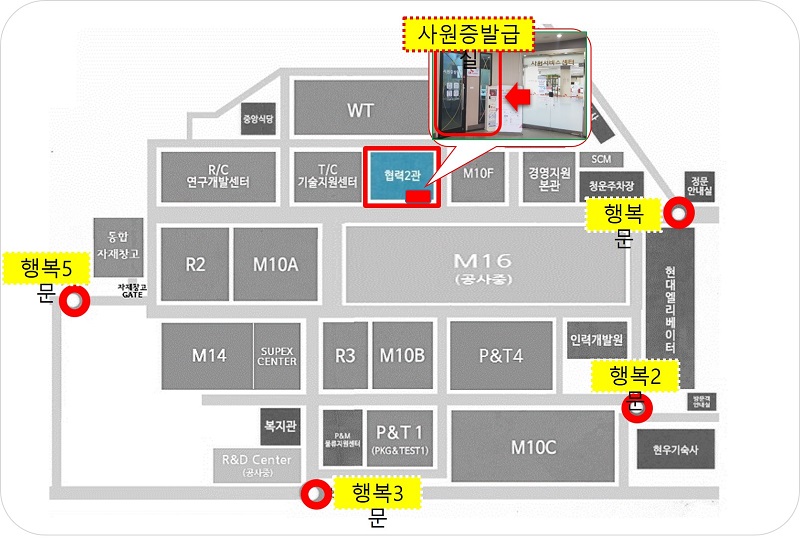 사원증발급
실
사원서비스센터
WT
중앙식당
R/C
연구개발센터
T/C
기술지원센터
협력2관
M10F
경영지원
본관
SCM
청운주차장
정문
안내실
행복
문
통합
자재창고
R2
M10A
M16
(공사중)
현대엘리베이터
행복5
문
자재창고
GATE
M14
SUPEX
CENTER
R3
M10B
P&T4
인력개발원
행복2
문
방문객
안내실
복지관
P&M
물류지원센터
P&T 1
(PKG & TEST1)
M10C
현우기숙사
R&D Center
(공사중)
행복3
문